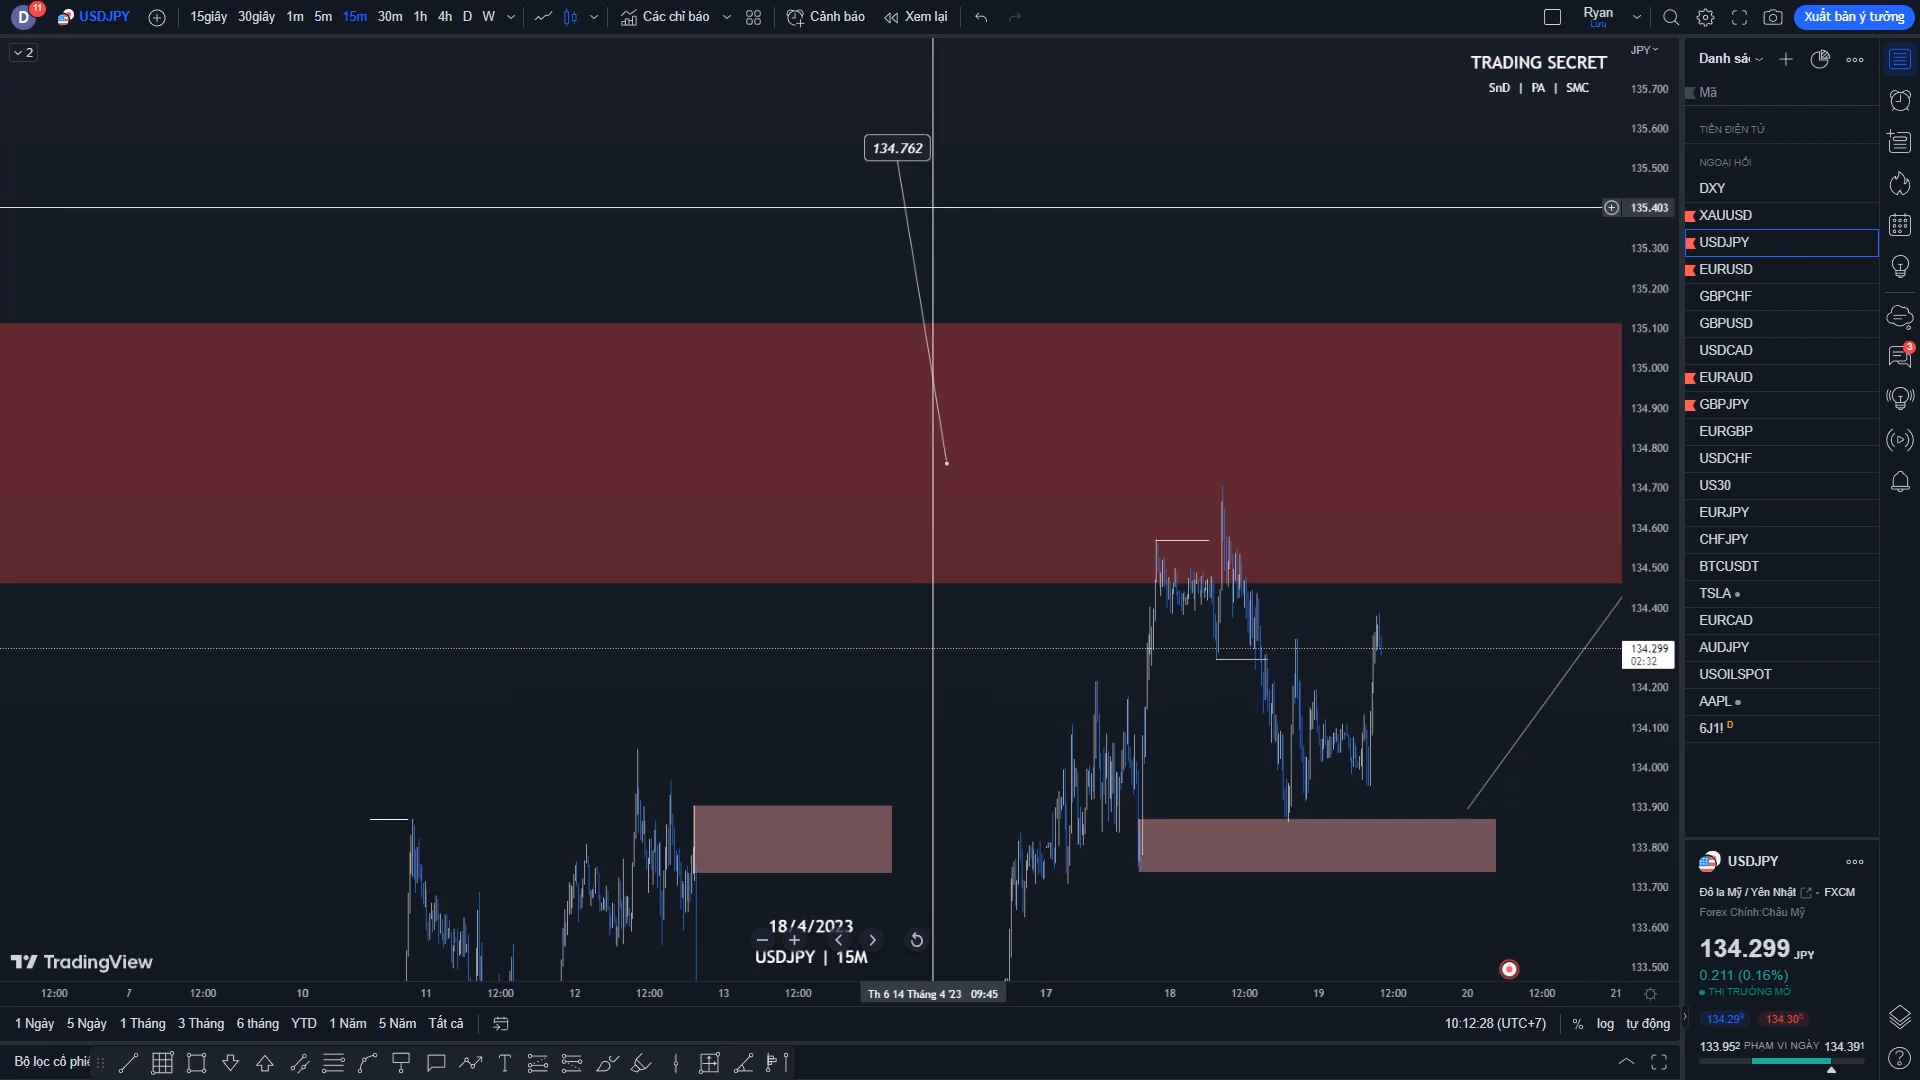 D 11 USDJPY 15giây 30giây 1m 5m 15m 30m 1h 4h D W Các chỉ báo Cảnh báo Xem lại Ryan Lưu Xuất bản ý tưởng
2
TRADING SECRET
SnD | PA | SMC
134.762
JPY
135.700
135.600
135.500
135.403
135.300
135.200
135.100
135.000
134.900
134.800
134.700
134.600
134.500
134.400
134.299
02:32
134.200
134.100
134.000
133.900
133.800
133.700
133.600
133.500
18/4/2023
USDJPY | 15M
TradingView
12:00 7 12:00 10 11 12:00 12 12:00 13 12:00 Th 6 14 Tháng 4 '23 09:45 17 18 12:00 19 12:00 20 12:00 21
1 Ngày 5 Ngày 1 Tháng 3 Tháng 6 tháng YTD 1 Năm 5 Năm Tất cả 10:12:28 (UTC+7) % log tự động
Bộ lọc cổ phiế
Danh sá
Mã
TIỀN ĐIỆN TỬ
NGOẠI HỐI
DXY
XAUUSD
USDJPY
EURUSD
GBPCHF
GBPUSD
USDCAD
EURAUD
GBPJPY
EURGBP
USDCHF
US30
EURJPY
CHFJPY
BTCUSDT
TSLA
EURCAD
AUDJPY
USOILSPOT
AAPL
6J1! D
3
USDJPY
Đô la Mỹ / Yên Nhật - FXCM
Forex Chính:Châu Mỹ
134.299 JPY
0.211 (0.16%)
THỊ TRƯỜNG MỞ
134.29⁹ 134.30⁵
133.95² PHẠM VI NGÀY 134.39¹